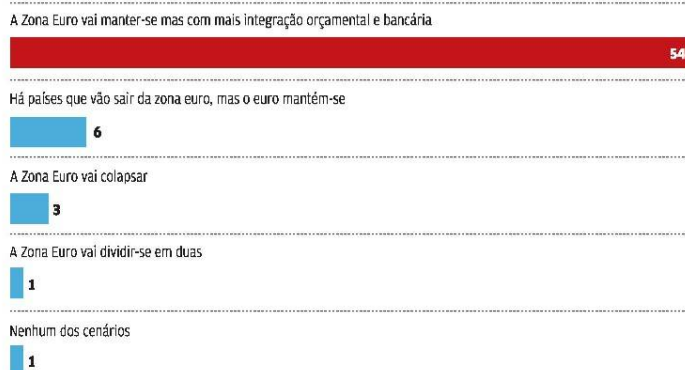 A Zona Euro vai manter-se mas com mais integração orçamental e bancária
54
Há países que vão sair da zona euro, mas o euro mantém-se
6
A Zona Euro vai colapsar
3
A Zona Euro vai dividir-se em duas
1
Nenhum dos cenários
1